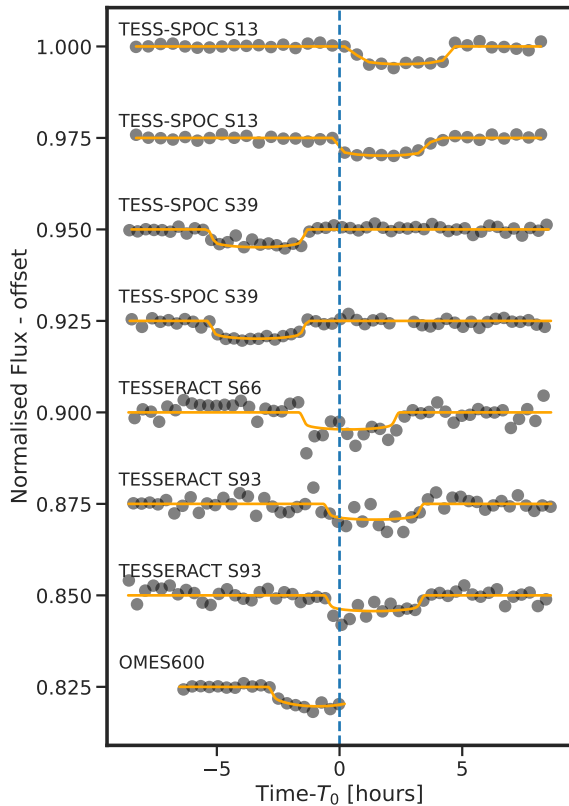 TESS-SPOC S13
1.000
TESS-SPOC S13
0.975
TESS-SPOC S39
0.950
TESS-SPOC S39
0.925
TESSERACT S66
0.900
TESSERACT S93
0.875
TESSERACT S93
0.850
OMES600
0.825
Normalised Flux - offset
−5 0 5
Time-T₀ [hours]